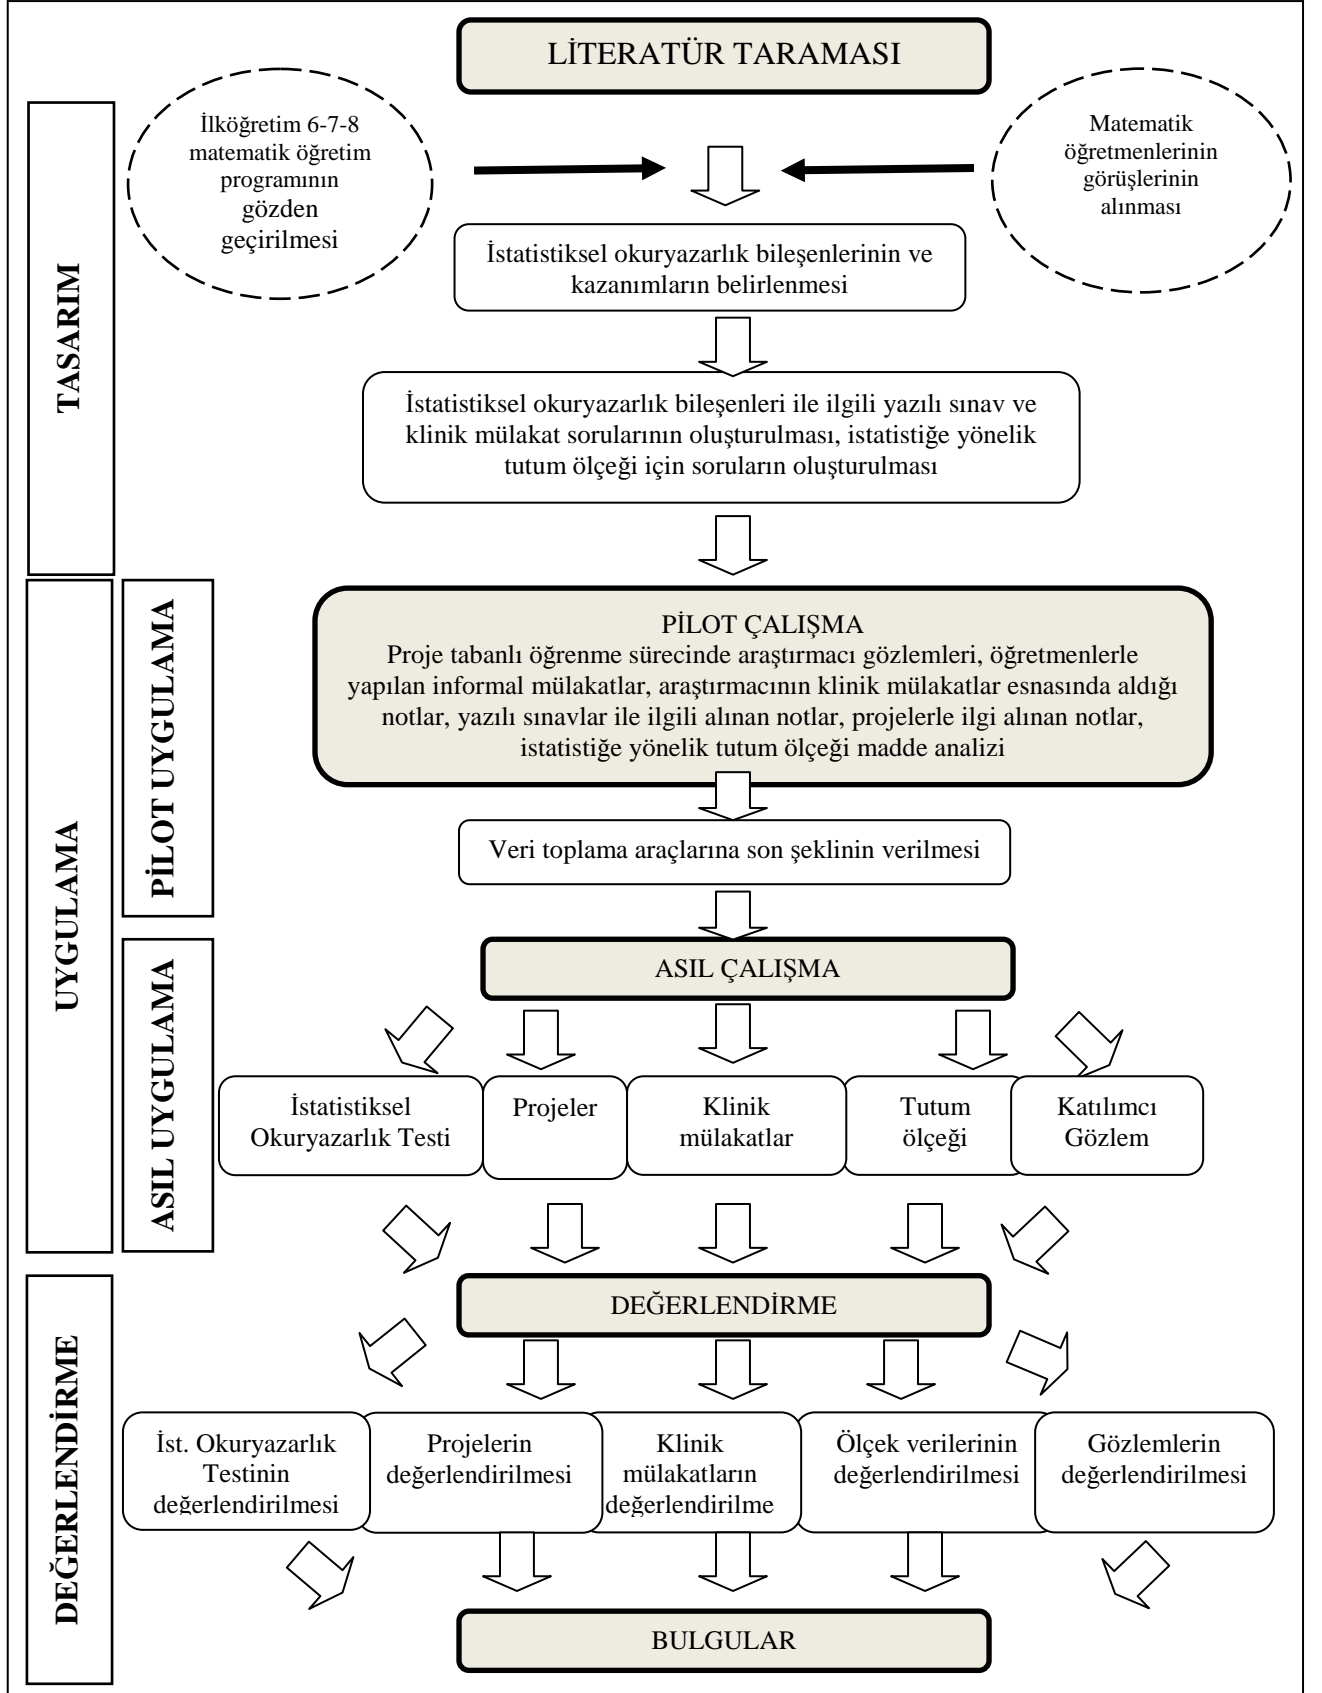 LİTERATÜR TARAMASI
İlköğretim 6-7-8
matematik öğretim
programının
gözden
geçirilmesi
Matematik
öğretmenlerinin
görüşlerinin
alınması
TASARIM
İstatistiksel okuryazarlık bileşenlerinin ve
kazanımların belirlenmesi
İstatistiksel okuryazarlık bileşenleri ile ilgili yazılı sınav ve
klinik mülakat sorularının oluşturulması, istatistiğe yönelik
tutum ölçeği için soruların oluşturulması
UYGULAMA
PİLOT UYGULAMA
PİLOT ÇALIŞMA
Proje tabanlı öğrenme sürecinde araştırmacı gözlemleri, öğretmenlerle
yapılan informal mülakatlar, araştırmacının klinik mülakatlar esnasında aldığı
notlar, yazılı sınavlar ile ilgili alınan notlar, projelerle ilgi alınan notlar,
istatistiğe yönelik tutum ölçeği madde analizi
Veri toplama araçlarına son şeklinin verilmesi
ASIL UYGULAMA
ASIL ÇALIŞMA
İstatistiksel
Okuryazarlık Testi
Projeler
Klinik
mülakatlar
Tutum
ölçeği
Katılımcı
Gözlem
DEĞERLENDİRME
DEĞERLENDİRME
İst. Okuryazarlık
Testinin
değerlendirilmesi
Projelerin
değerlendirilmesi
Klinik
mülakatların
değerlendirilme
Ölçek verilerinin
değerlendirilmesi
Gözlemlerin
değerlendirilmesi
BULGULAR